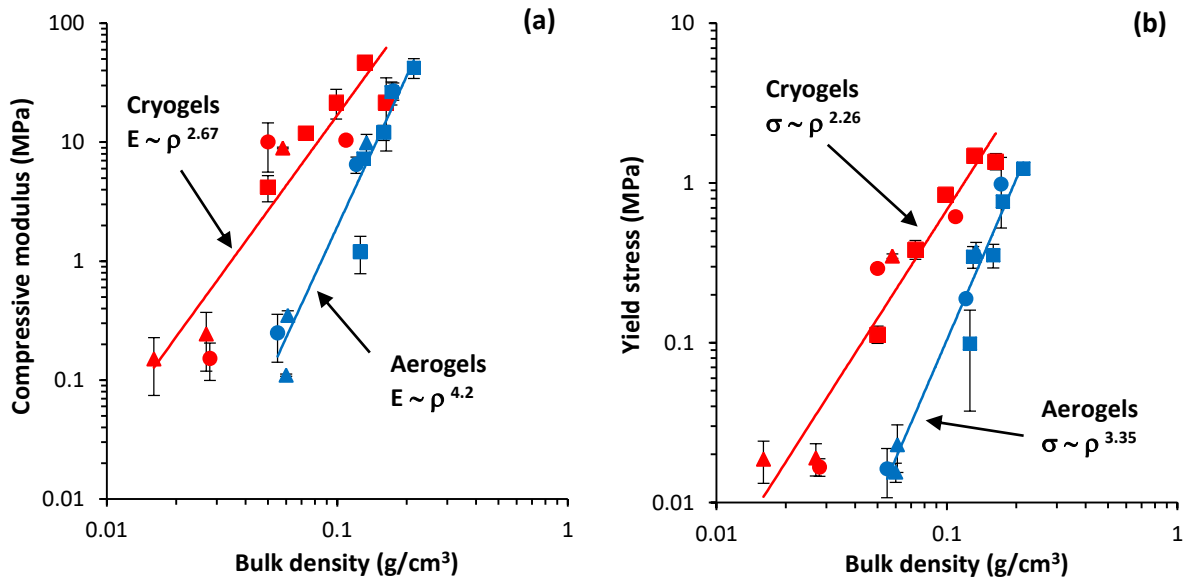 (a)
Compressive modulus (MPa)
100
10
1
0.1
0.01
Cryogels
E ~ ρ 2.67
Aerogels
E ~ ρ 4.2
0.01
0.1
1
Bulk density (g/cm³)
(b)
Yield stress (MPa)
10
1
0.1
0.01
Cryogels
σ ~ ρ 2.26
Aerogels
σ ~ ρ 3.35
0.01
0.1
1
Bulk density (g/cm³)